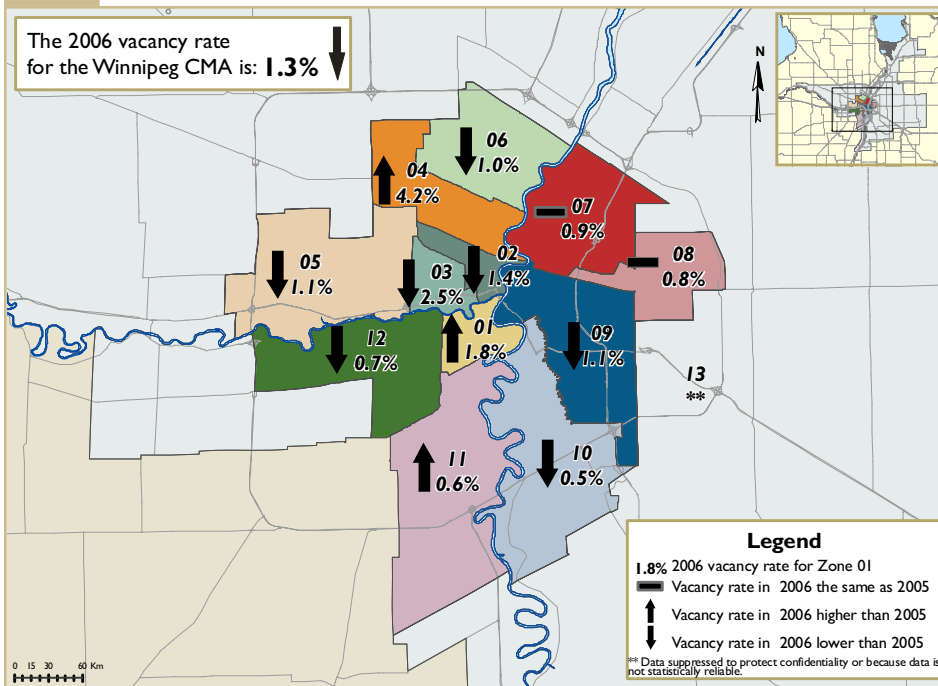 The 2006 vacancy rate
for the Winnipeg CMA is: 1.3%
N
06
1.0%
04
4.2%
07
0.9%
08
0.8%
05
1.1%
03
2.5%
02
1.4%
01
1.8%
12
0.7%
09
1.1%
13
**
11
0.6%
10
0.5%
Legend
1.8% 2006 vacancy rate for Zone 01
Vacancy rate in 2006 the same as 2005
Vacancy rate in 2006 higher than 2005
Vacancy rate in 2006 lower than 2005
** Data suppressed to protect confidentiality or because data is
not statistically reliable.
0 15 30 60 Km